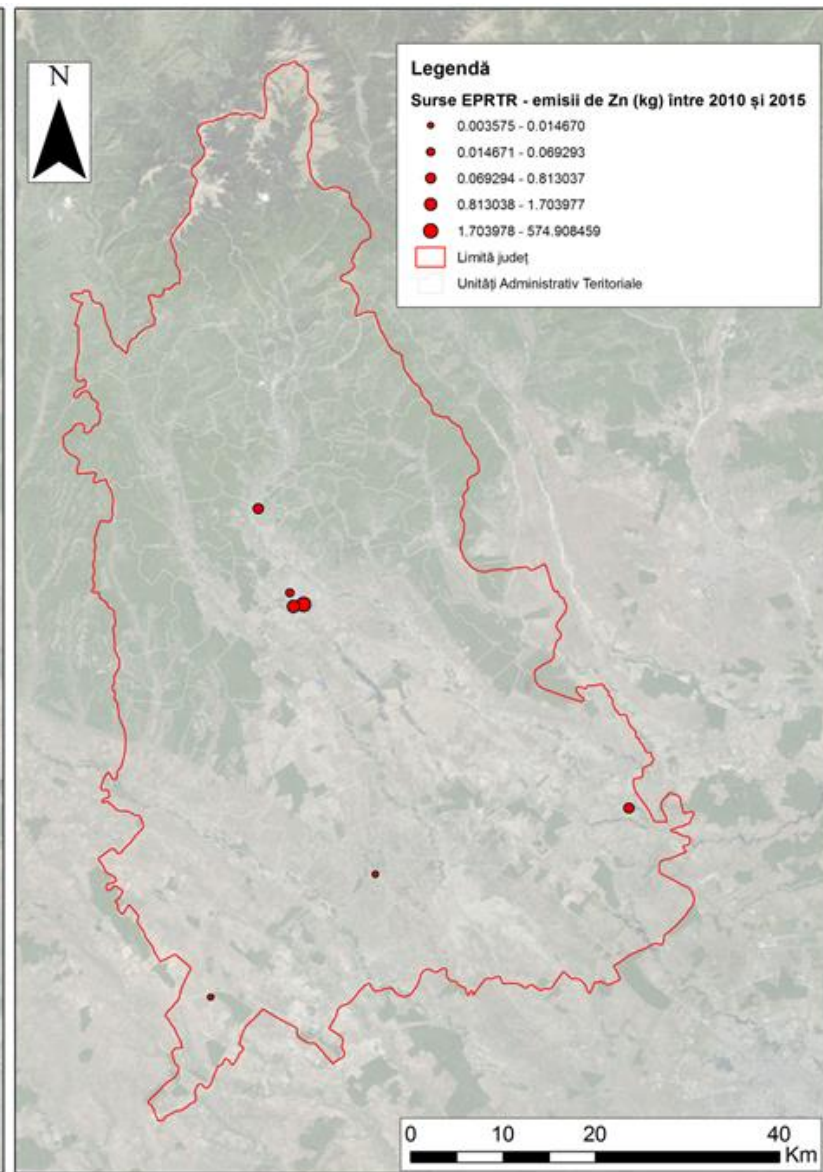 N
Legendă
Surse EPRTR - emisii de Zn (kg) între 2010 și 2015
0.003575 - 0.014670
0.014671 - 0.069293
0.069294 - 0.813037
0.813038 - 1.703977
1.703978 - 574.908459
Limită județ
Unități Administrativ Teritoriale
0 10 20 40
Km